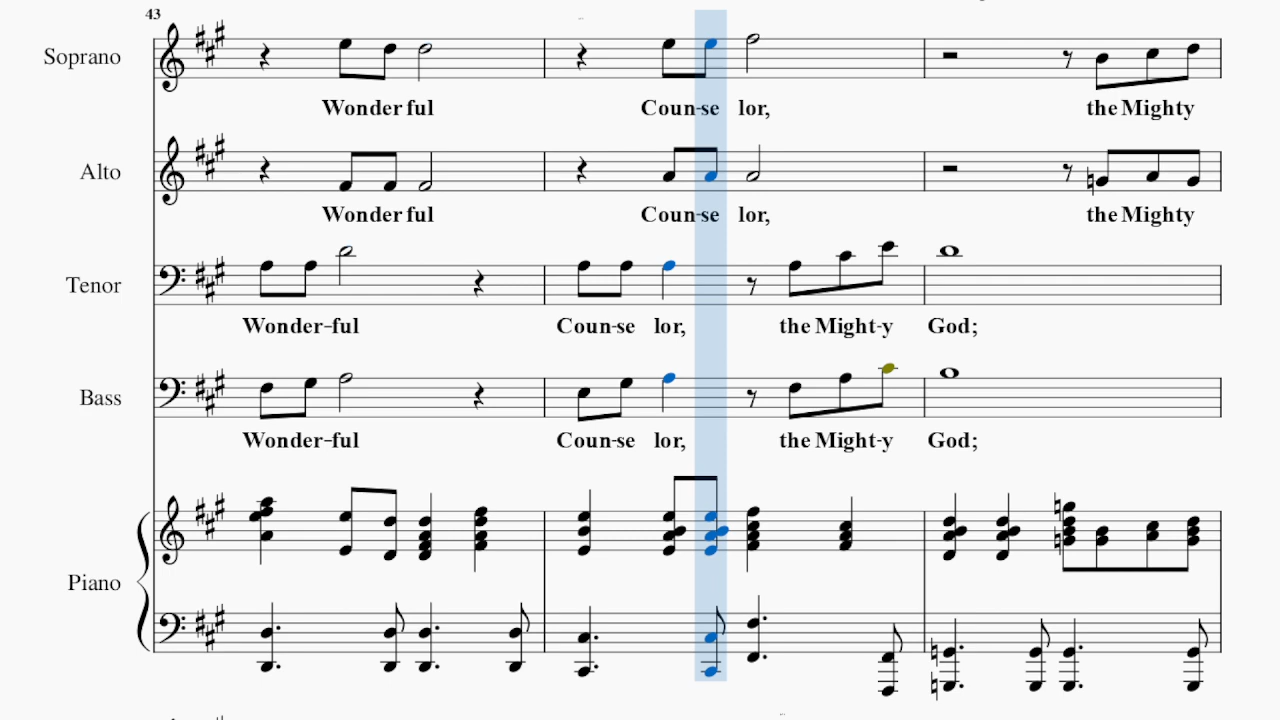 43
Soprano
Wonder ful Coun-se lor, the Mighty
Alto
Wonder ful Coun-se lor, the Mighty
Tenor
Wonder-ful Coun-se lor, the Might-y God;
Bass
Wonder-ful Coun-se lor, the Might-y God;
Piano